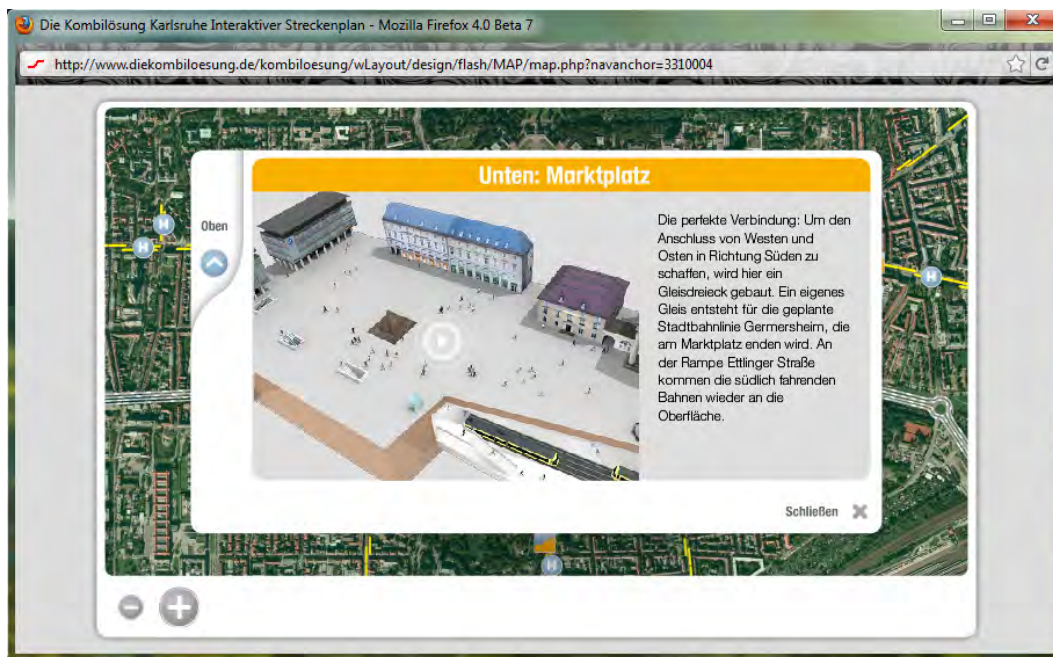 Die Kombilösung Karlsruhe Interaktiver Streckenplan - Mozilla Firefox 4.0 Beta 7
http://www.diekombiloesung.de/kombiloesung/wLayout/design/flash/MAP/map.php?navanchor=3310004
Unten: Marktplatz
Oben
Die perfekte Verbindung: Um den
Anschluss von Westen und
Osten in Richtung Süden zu
schaffen, wird hier ein
Gleisdreieck gebaut. Ein eigenes
Gleis entsteht für die geplante
Stadtbahnlinie Germersheim, die
am Marktplatz enden wird. An
der Rampe Ettlinger Straße
kommen die südlich fahrenden
Bahnen wieder an die
Oberfläche.
H
H
H
Schließen
H